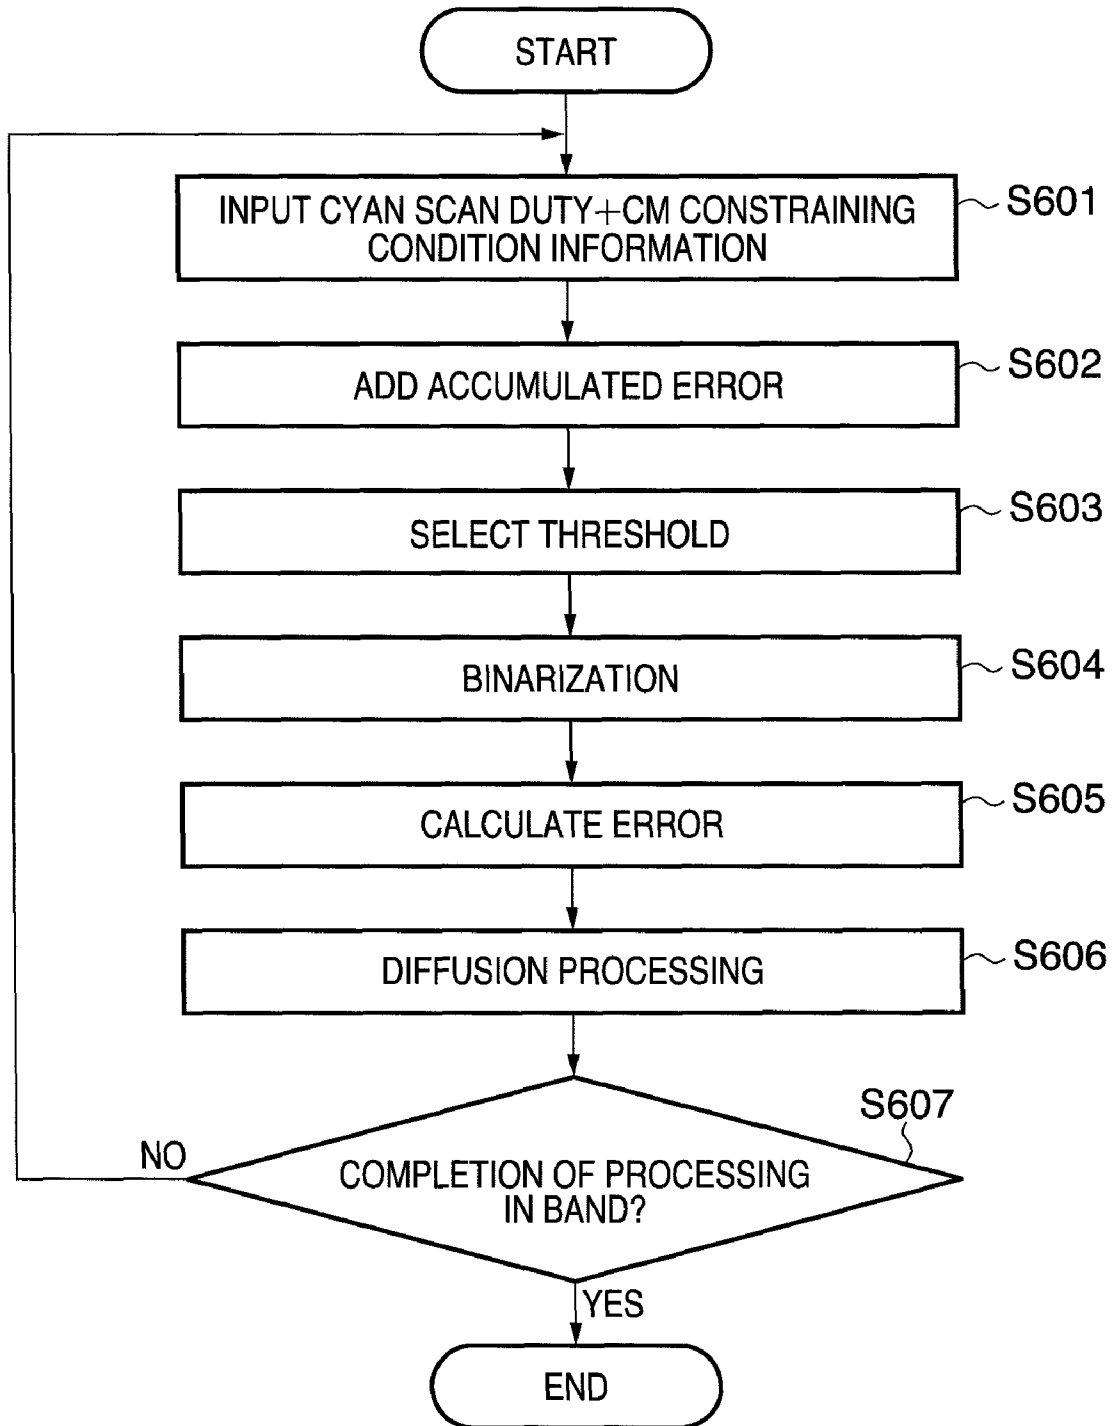 START
INPUT CYAN SCAN DUTY+CM CONSTRAINING
CONDITION INFORMATION
S601
ADD ACCUMULATED ERROR
S602
SELECT THRESHOLD
S603
BINARIZATION
S604
CALCULATE ERROR
S605
DIFFUSION PROCESSING
S606
S607
NO
COMPLETION OF PROCESSING
IN BAND?
YES
END